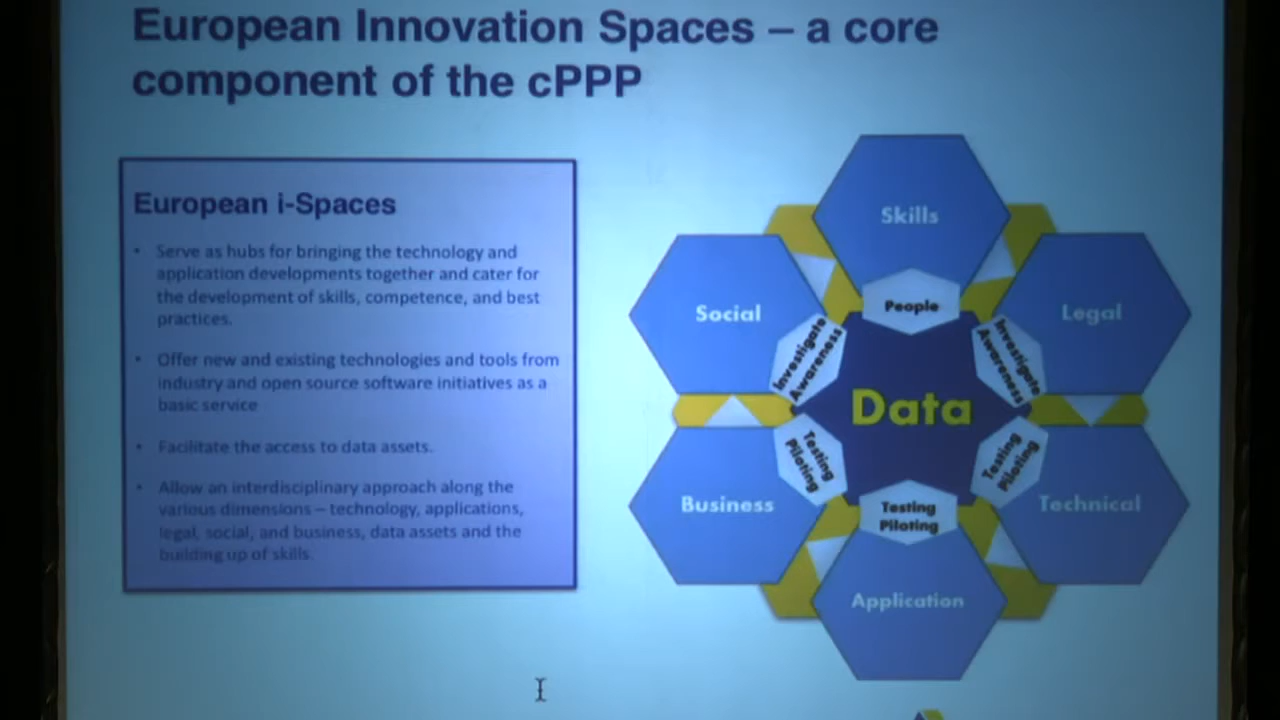 European Innovation Spaces – a core
component of the cPPP
European i-Spaces
• Serve as hubs for bringing the technology and
application developments together and cater for
the development of skills, competence, and best
practices.
• Offer new and existing technologies and tools from
industry and open source software initiatives as a
basic service
• Facilitate the access to data assets.
• Allow an interdisciplinary approach along the
various dimensions – technology, applications,
legal, social, and business, data assets and the
building up of skills.
Skills
Social
People
Legal
Investigate
Awareness
Investigate
Awareness
Data
Testing
Piloting
Testing
Piloting
Business
Testing
Piloting
Technical
Application